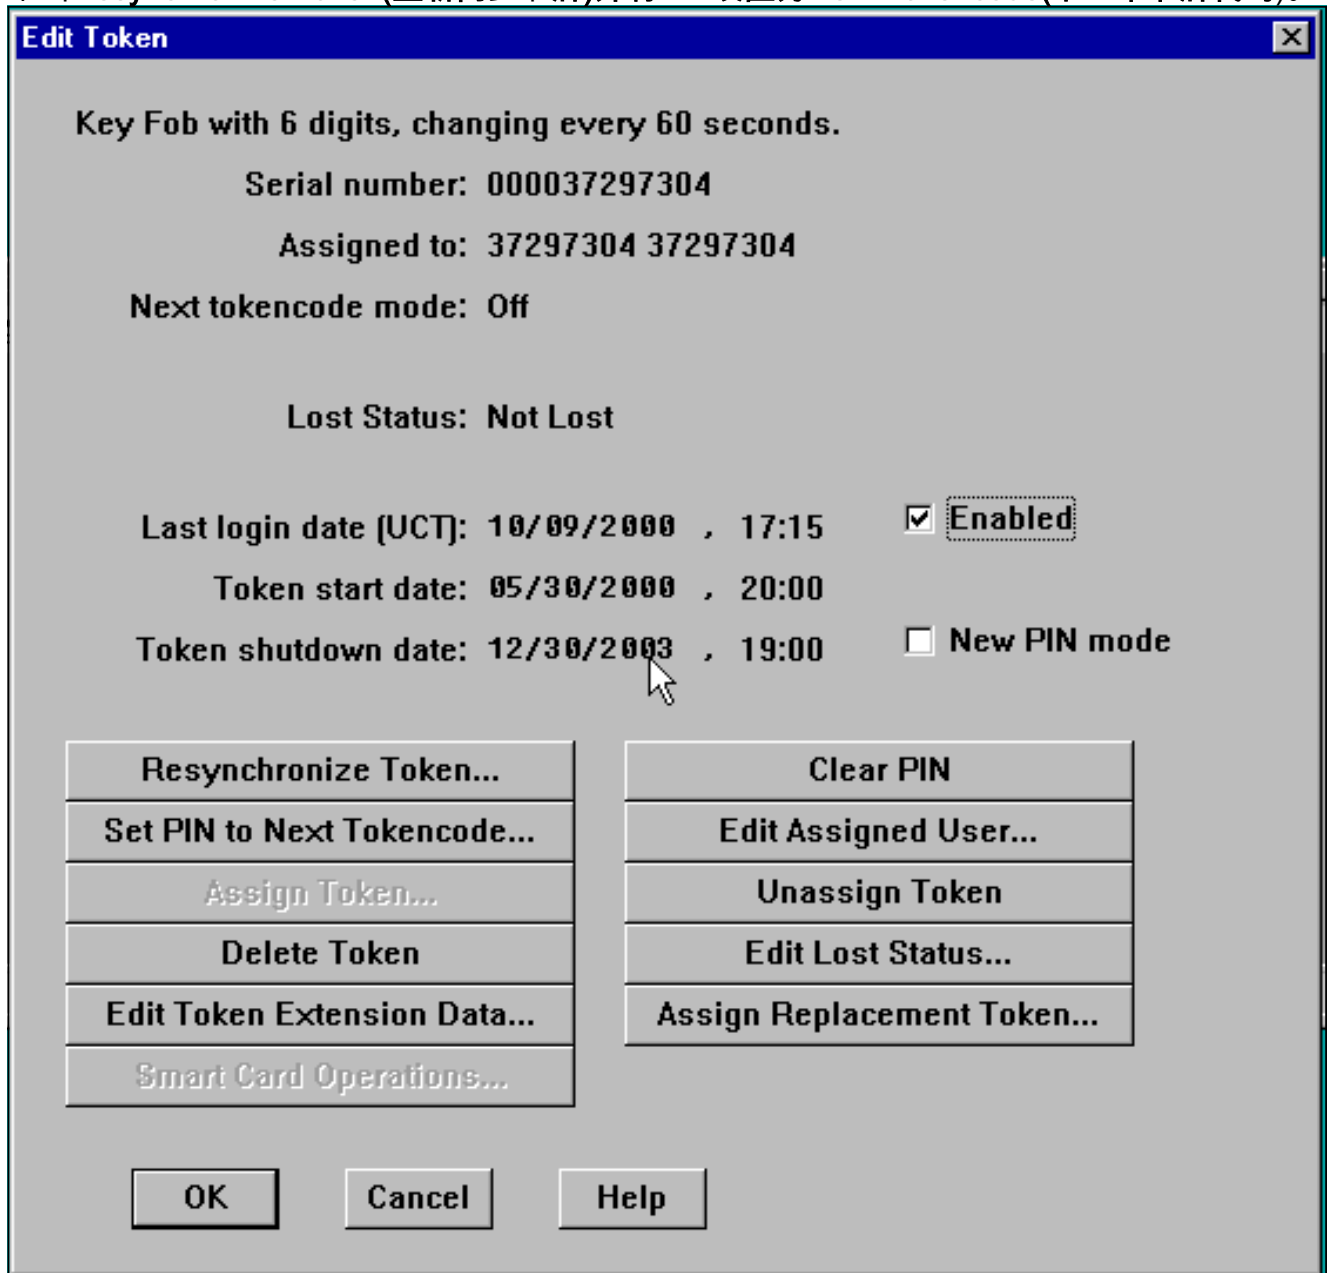 Edit Token
Key Fob with 6 digits, changing every 60 seconds.
Serial number: 000037297304
Assigned to: 37297304 37297304
Next tokencode mode: Off
Lost Status: Not Lost
Last login date (UCT): 10/09/2000 , 17:15 Enabled
Token start date: 05/30/2000 , 20:00
Token shutdown date: 12/30/2003 , 19:00 New PIN mode
Resynchronize Token... Clear PIN
Set PIN to Next Tokencode... Edit Assigned User...
Assign Token... Unassign Token
Delete Token Edit Lost Status...
Edit Token Extension Data... Assign Replacement Token...
Smart Card Operations...
OK Cancel Help